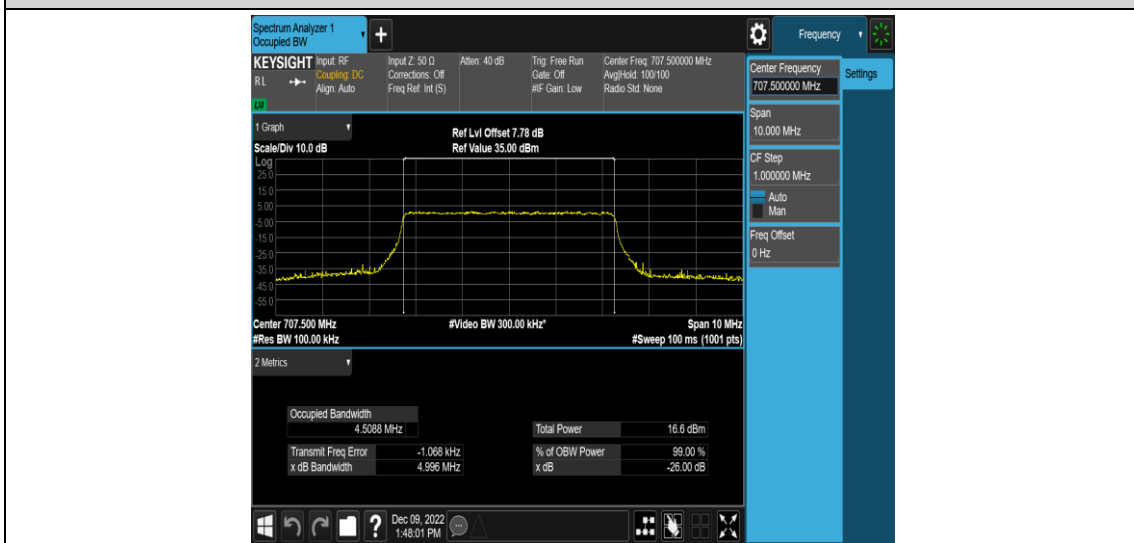 Spectrum Analyzer 1
Occupied BW
Frequency
KEYSIGHT
RL
LXI
Input: RF
Coupling: DC
Align: Auto
Input Z: 50 Ω
Corrections: Off
Freq Ref: Int (S)
Atten: 40 dB
Trig: Free Run
Gate: Off
#IF Gain: Low
Center Freq: 707.500000 MHz
Avg|Hold: 100/100
Radio Std: None
Center Frequency
707.500000 MHz
Settings
Span
10.000 MHz
CF Step
1.000000 MHz
Auto
Man
Freq Offset
0 Hz
1 Graph
Ref Lvl Offset 7.78 dB
Scale/Div 10.0 dB
Ref Value 35.00 dBm
Log
25.0
15.0
5.00
-5.00
-15.0
-25.0
-35.0
-45.0
-55.0
Center 707.500 MHz
#Video BW 300.00 kHz*
Span 10 MHz
#Res BW 100.00 kHz
#Sweep 100 ms (1001 pts)
2 Metrics
Occupied Bandwidth
4.5088 MHz
Total Power 16.6 dBm
Transmit Freq Error -1.068 kHz
% of OBW Power 99.00 %
x dB Bandwidth 4.996 MHz
x dB -26.00 dB
Dec 09, 2022
1:48:01 PM